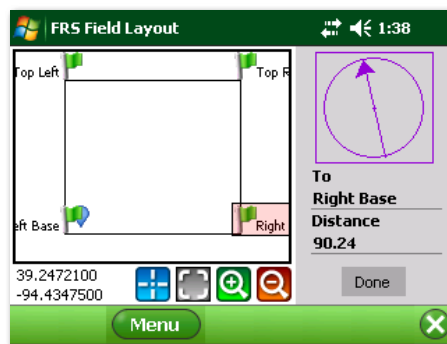 FRS Field Layout 1:38
Top Left Top R
eft Base Right
To
Right Base
Distance
90.24
39.2472100
-94.4347500
Done
Menu